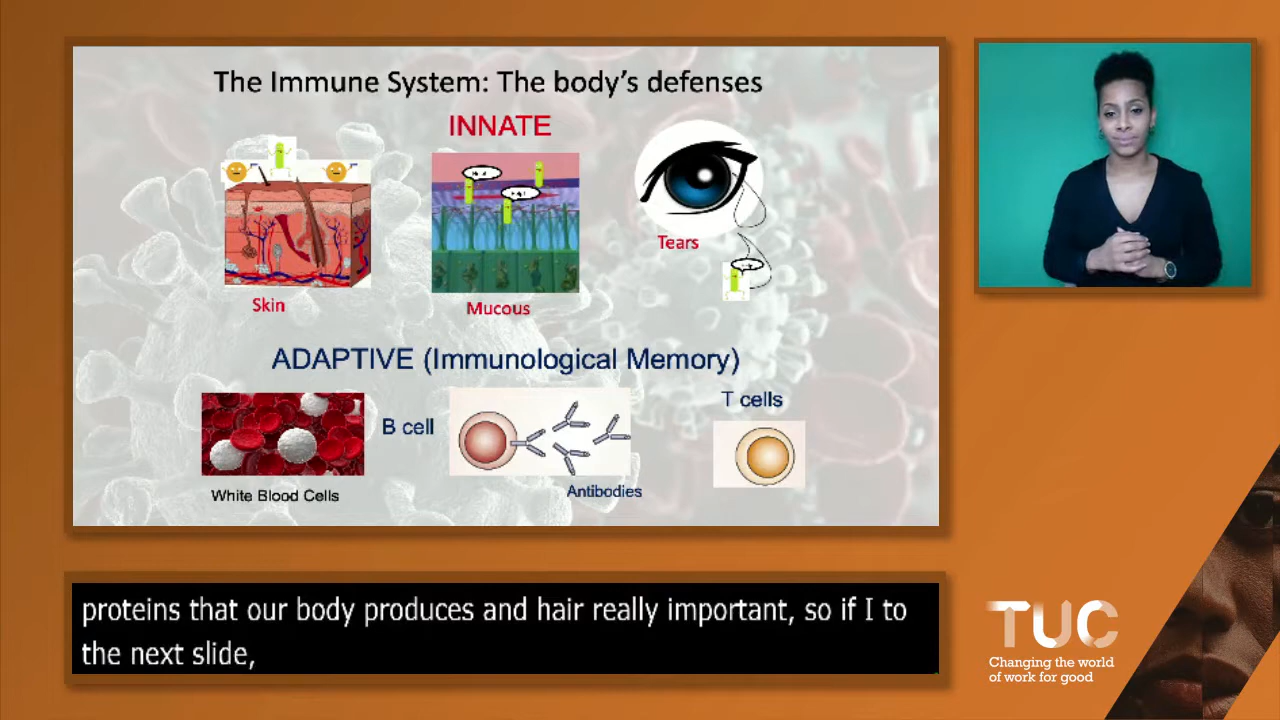 The Immune System: The body's defenses
INNATE
Skin
Mucous
Tears
ADAPTIVE (Immunological Memory)
White Blood Cells
B cell
Antibodies
T cells
proteins that our body produces and hair really important, so if I to
the next slide,
TUC
Changing the world
of work for good